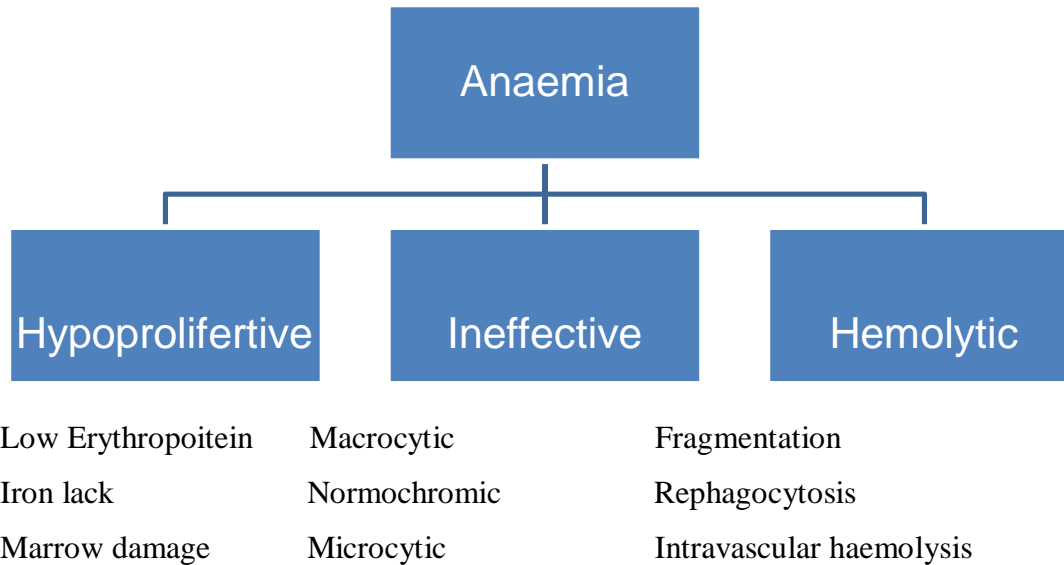 Anaemia
Hypoprolifertive Ineffective Hemolytic
Low Erythropoitein Macrocytic Fragmentation
Iron lack Normochromic Rephagocytosis
Marrow damage Microcytic Intravascular haemolysis